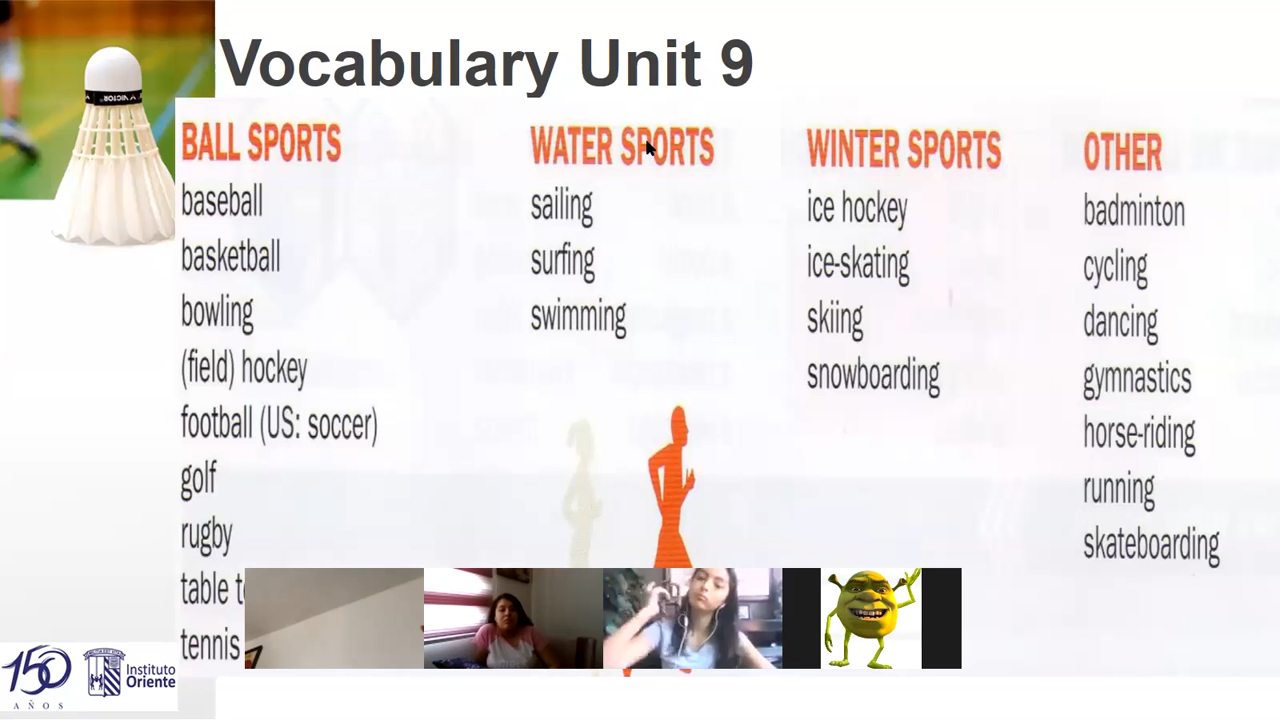 Vocabulary Unit 9
VICTOR
BALL SPORTS
baseball
basketball
bowling
(field) hockey
football (US: soccer)
golf
rugby
table
tennis
WATER SPORTS
sailing
surfing
swimming
WINTER SPORTS
ice hockey
ice-skating
skiing
snowboarding
OTHER
badminton
cycling
dancing
gymnastics
horse-riding
running
skateboarding
150
AÑOS
Instituto
Oriente